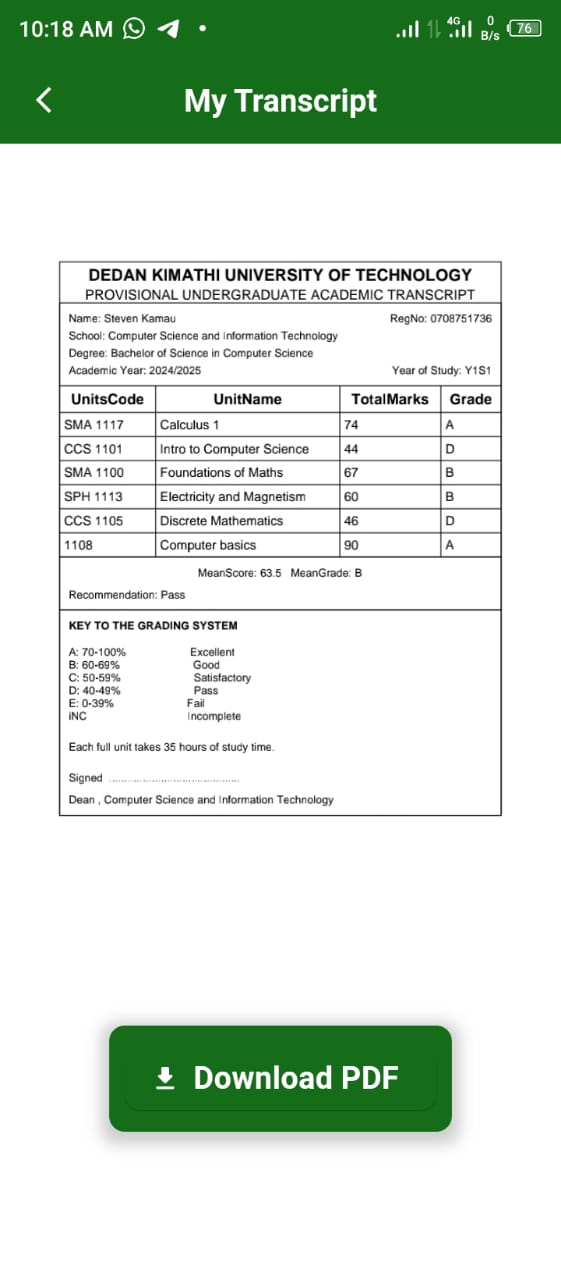 10:18 AM
4G 0 B/s 76
My Transcript
DEDAN KIMATHI UNIVERSITY OF TECHNOLOGY
PROVISIONAL UNDERGRADUATE ACADEMIC TRANSCRIPT
Name: Steven Kamau RegNo: 0708751736
School: Computer Science and Information Technology
Degree: Bachelor of Science in Computer Science
Academic Year: 2024/2025 Year of Study: Y1S1
UnitsCode UnitName TotalMarks Grade
SMA 1117 Calculus 1 74 A
CCS 1101 Intro to Computer Science 44 D
SMA 1100 Foundations of Maths 67 B
SPH 1113 Electricity and Magnetism 60 B
CCS 1105 Discrete Mathematics 46 D
1108 Computer basics 90 A
MeanScore: 63.5 MeanGrade: B
Recommendation: Pass
KEY TO THE GRADING SYSTEM
A: 70-100% Excellent
B: 60-69% Good
C: 50-59% Satisfactory
D: 40-49% Pass
E: 0-39% Fail
iNC Incomplete
Each full unit takes 35 hours of study time.
Signed ............................................
Dean , Computer Science and Information Technology
Download PDF